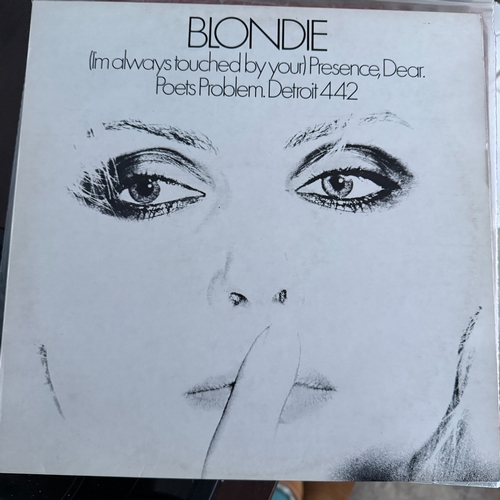 BLONDIE
(I'm always touched by your) Presence, Dear.
Poets Problem. Detroit 442